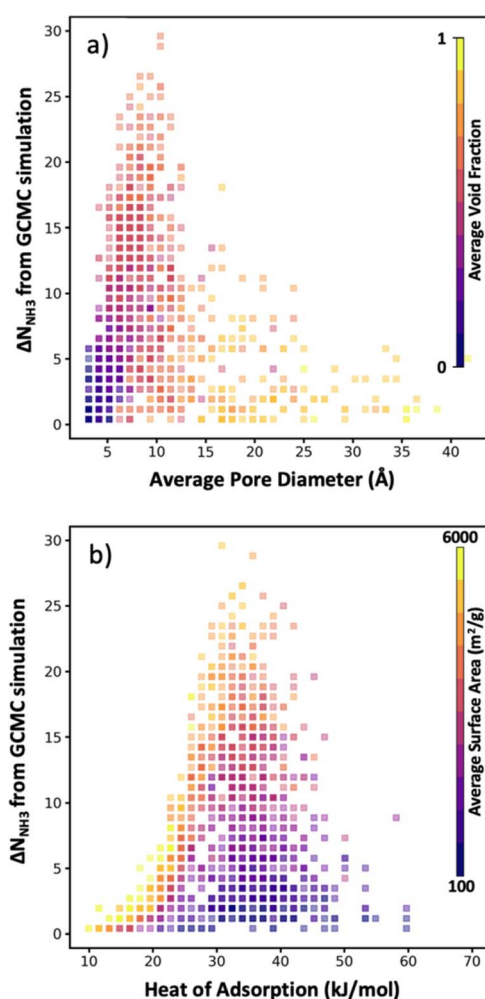 a)
1
Average Void Fraction
0
30
25
20
15
10
5
0
ΔN_NH3 from GCMC simulation
5 10 15 20 25 30 35 40
Average Pore Diameter (Å)
b)
6000
Average Surface Area (m²/g)
100
30
25
20
15
10
5
0
ΔN_NH3 from GCMC simulation
10 20 30 40 50 60 70
Heat of Adsorption (kJ/mol)